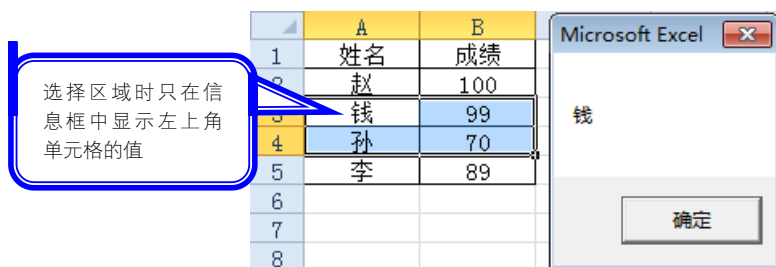 A B
1 姓名 成绩
2 赵 100
3 钱 99
4 孙 70
5 李 89
6
7
8
选择区域时只在信
息框中显示左上角
单元格的值
Microsoft Excel
钱
确定